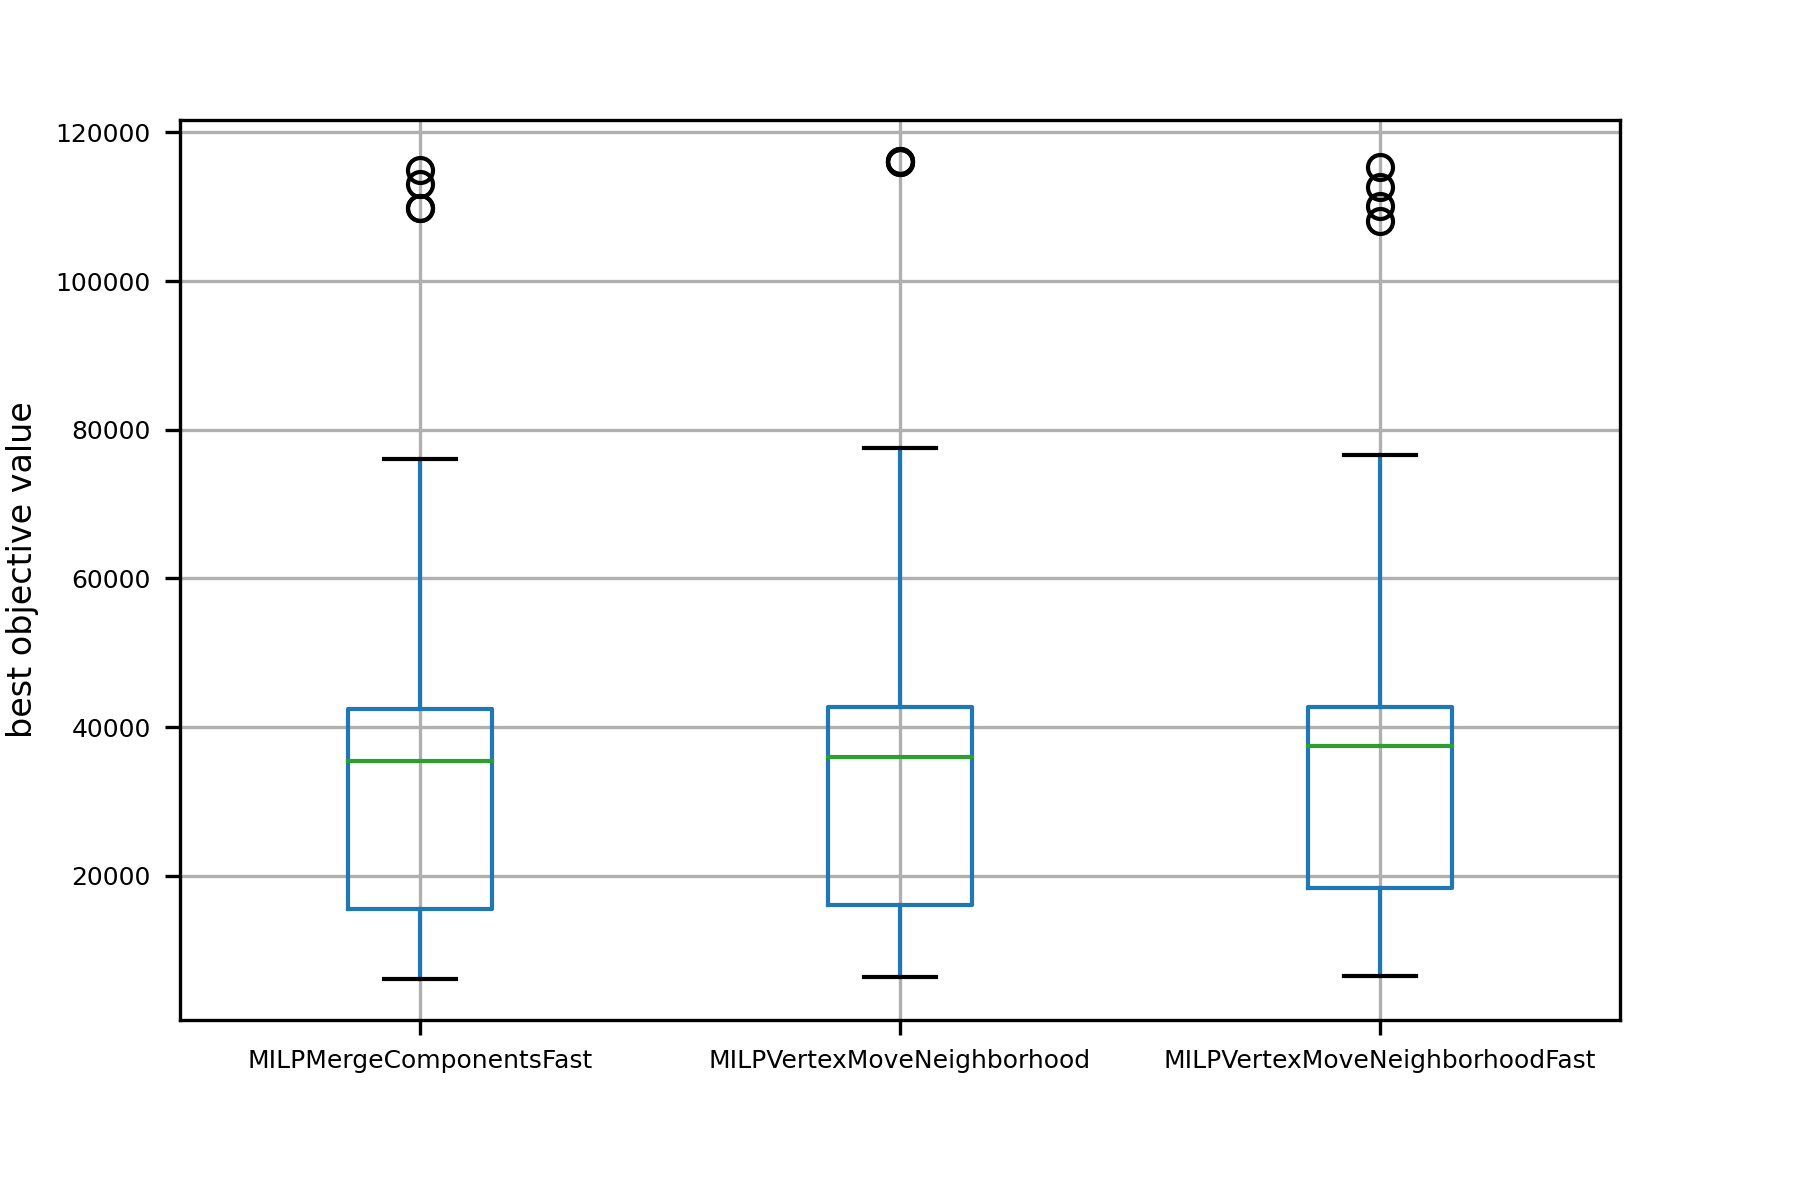 120000
100000
80000
60000
40000
20000
best objective value
MILPMergeComponentsFast
MILPVertexMoveNeighborhood
MILPVertexMoveNeighborhoodFast